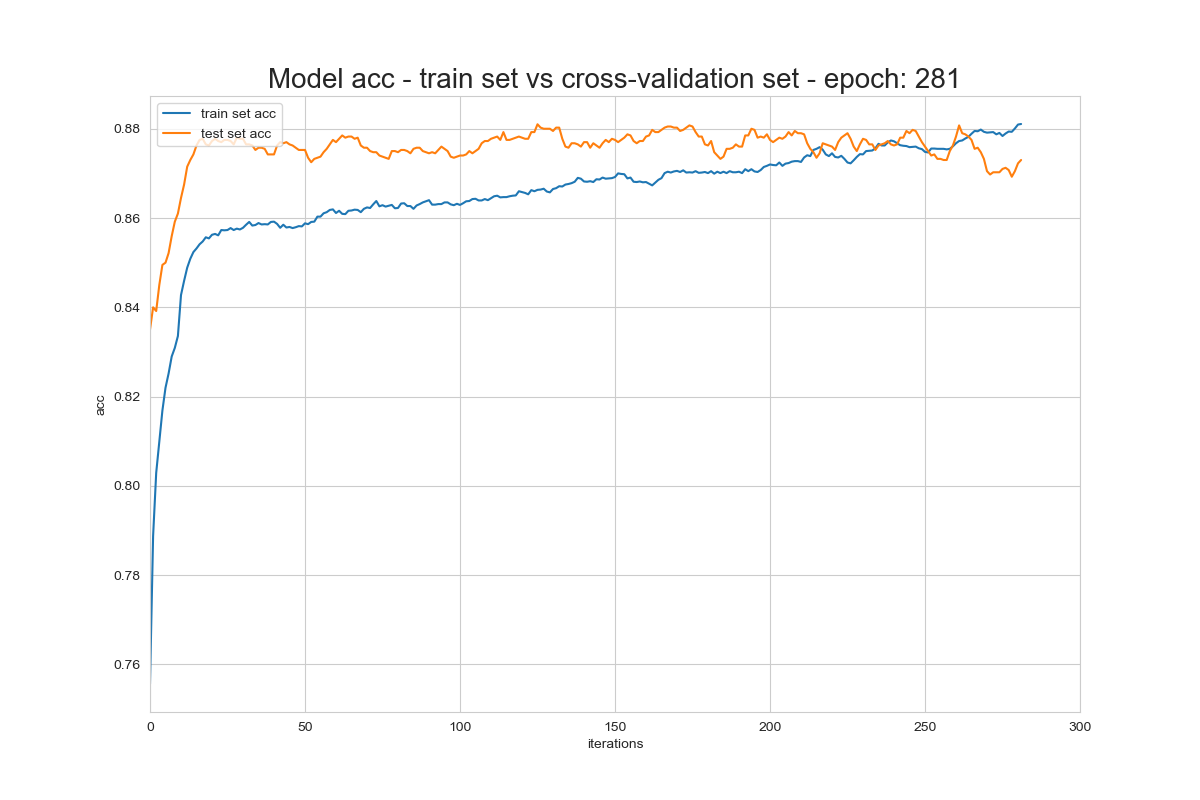 Model acc - train set vs cross-validation set - epoch: 281
train set acc
test set acc
0.88
0.86
0.84
0.82
0.80
0.78
0.76
acc
0 50 100 150 200 250 300
iterations